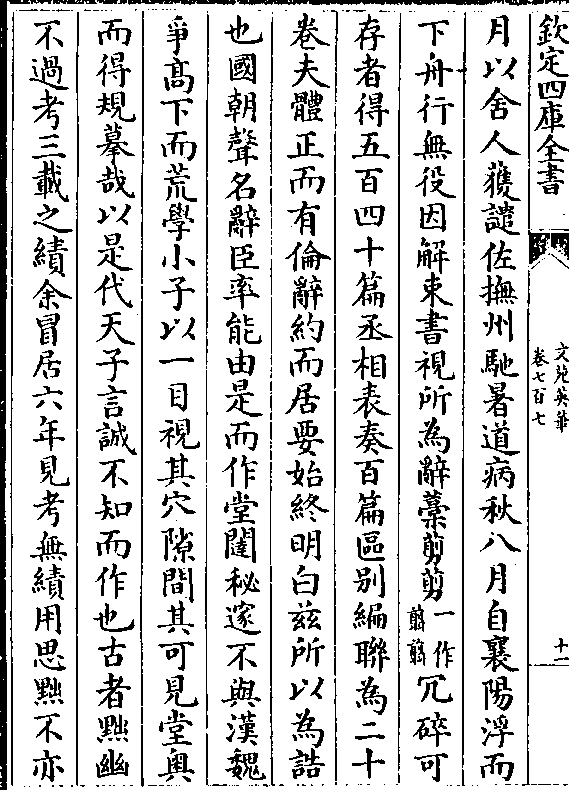 欽定四庫全書
文苑英華
卷七百七
十一
月以舍人獲譴佐撫州馳暑道病秋八月自襄陽浮而
下舟行無役因解束書視所為辭藁剪剪一作翦翦冗碎可
存者得五百四十篇丞相表奏百篇區别編聯為二十
卷夫體正而有倫辭約而居要始終明白兹所以為誥
也國朝聲名辭臣率能由是而作堂闥秘邃不與漢魏
爭髙下而荒學小子以一目視其穴隙間其可見堂奥
而得規摹哉以是代天子言誠不知而作也古者黜幽
不過考三載之績余冒居六年見考無績用思黜不亦